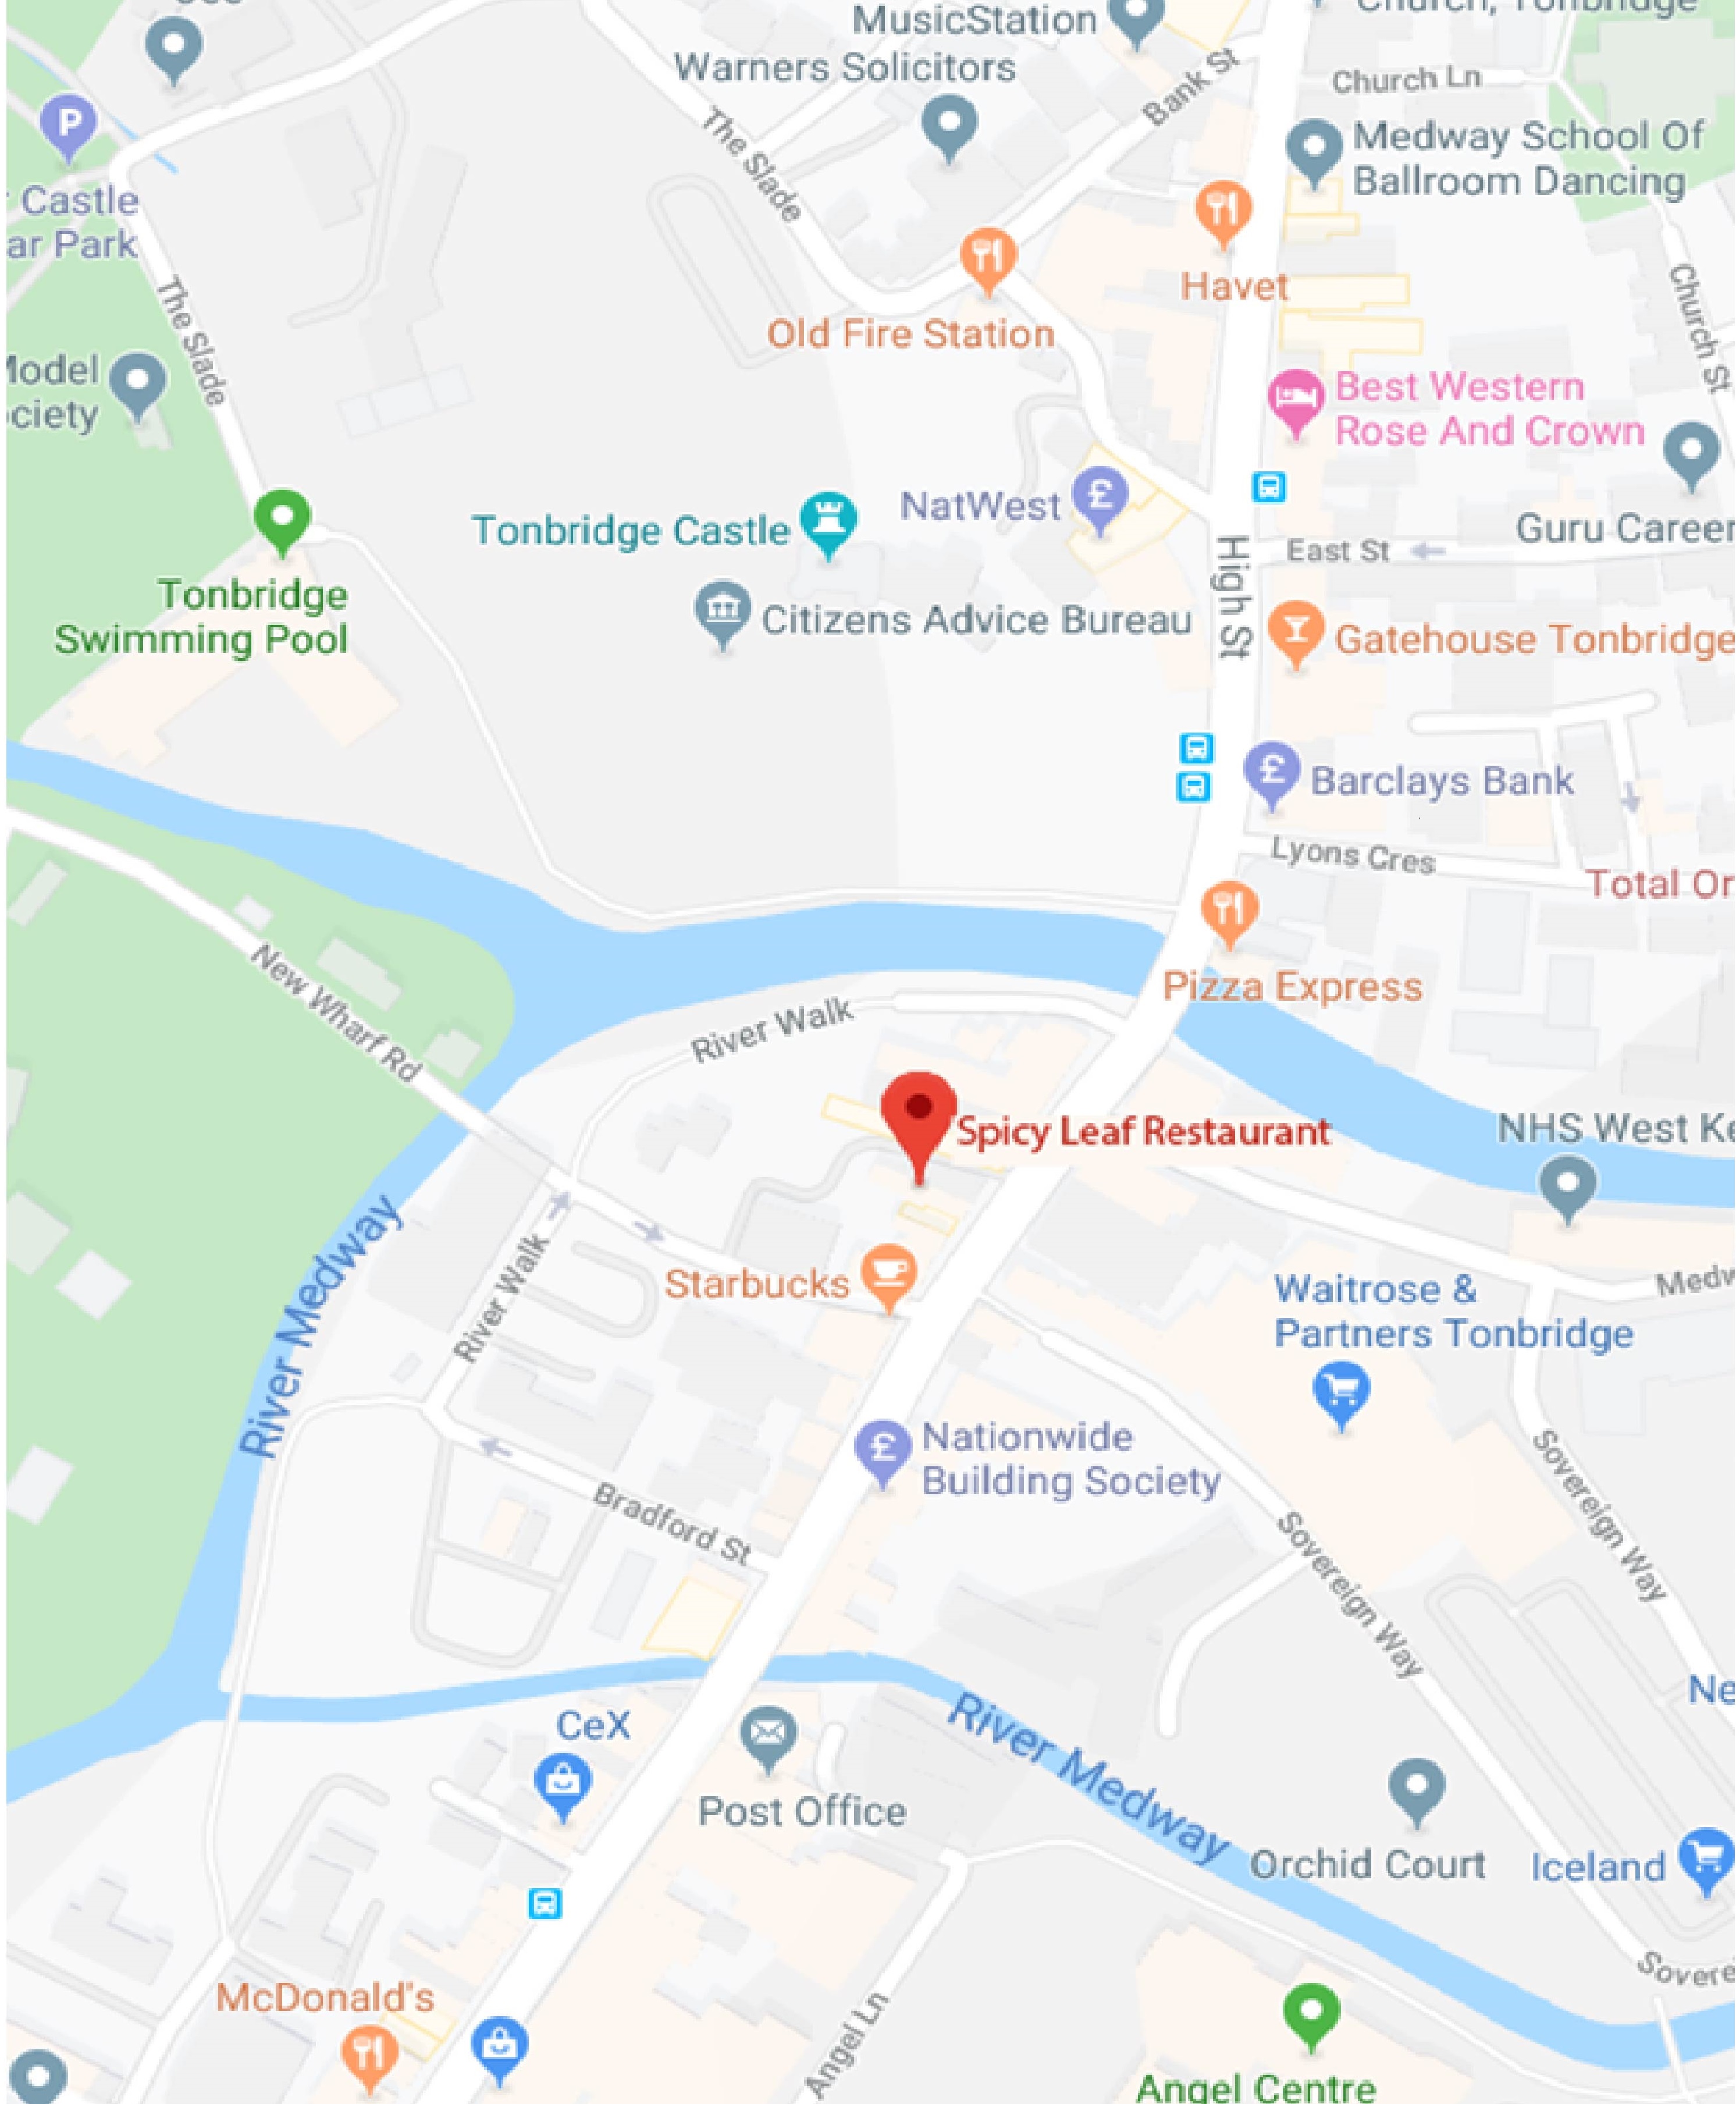 MusicStation
Church, Tonbridge
Warners Solicitors
Bank St
Church Ln
P
Medway School Of
Ballroom Dancing
The Slade
Castle
ar Park
Havet
The Slade
Church St
Old Fire Station
Model
ociety
Best Western
Rose And Crown
Tonbridge Castle
NatWest
£
Guru Career
High St
East St
Tonbridge
Swimming Pool
Citizens Advice Bureau
Gatehouse Tonbridge
£
Barclays Bank
Lyons Cres
Total Or
New Wharf Rd
River Walk
Pizza Express
Spicy Leaf Restaurant
NHS West Ke
River Medway
River Walk
Starbucks
Waitrose &
Partners Tonbridge
Medw
£
Nationwide
Building Society
Bradford St
Sovereign Way
Sovereign Way
CeX
River Medway
Ne
Post Office
Orchid Court
Iceland
McDonald's
Angel Ln
Sovere
Angel Centre